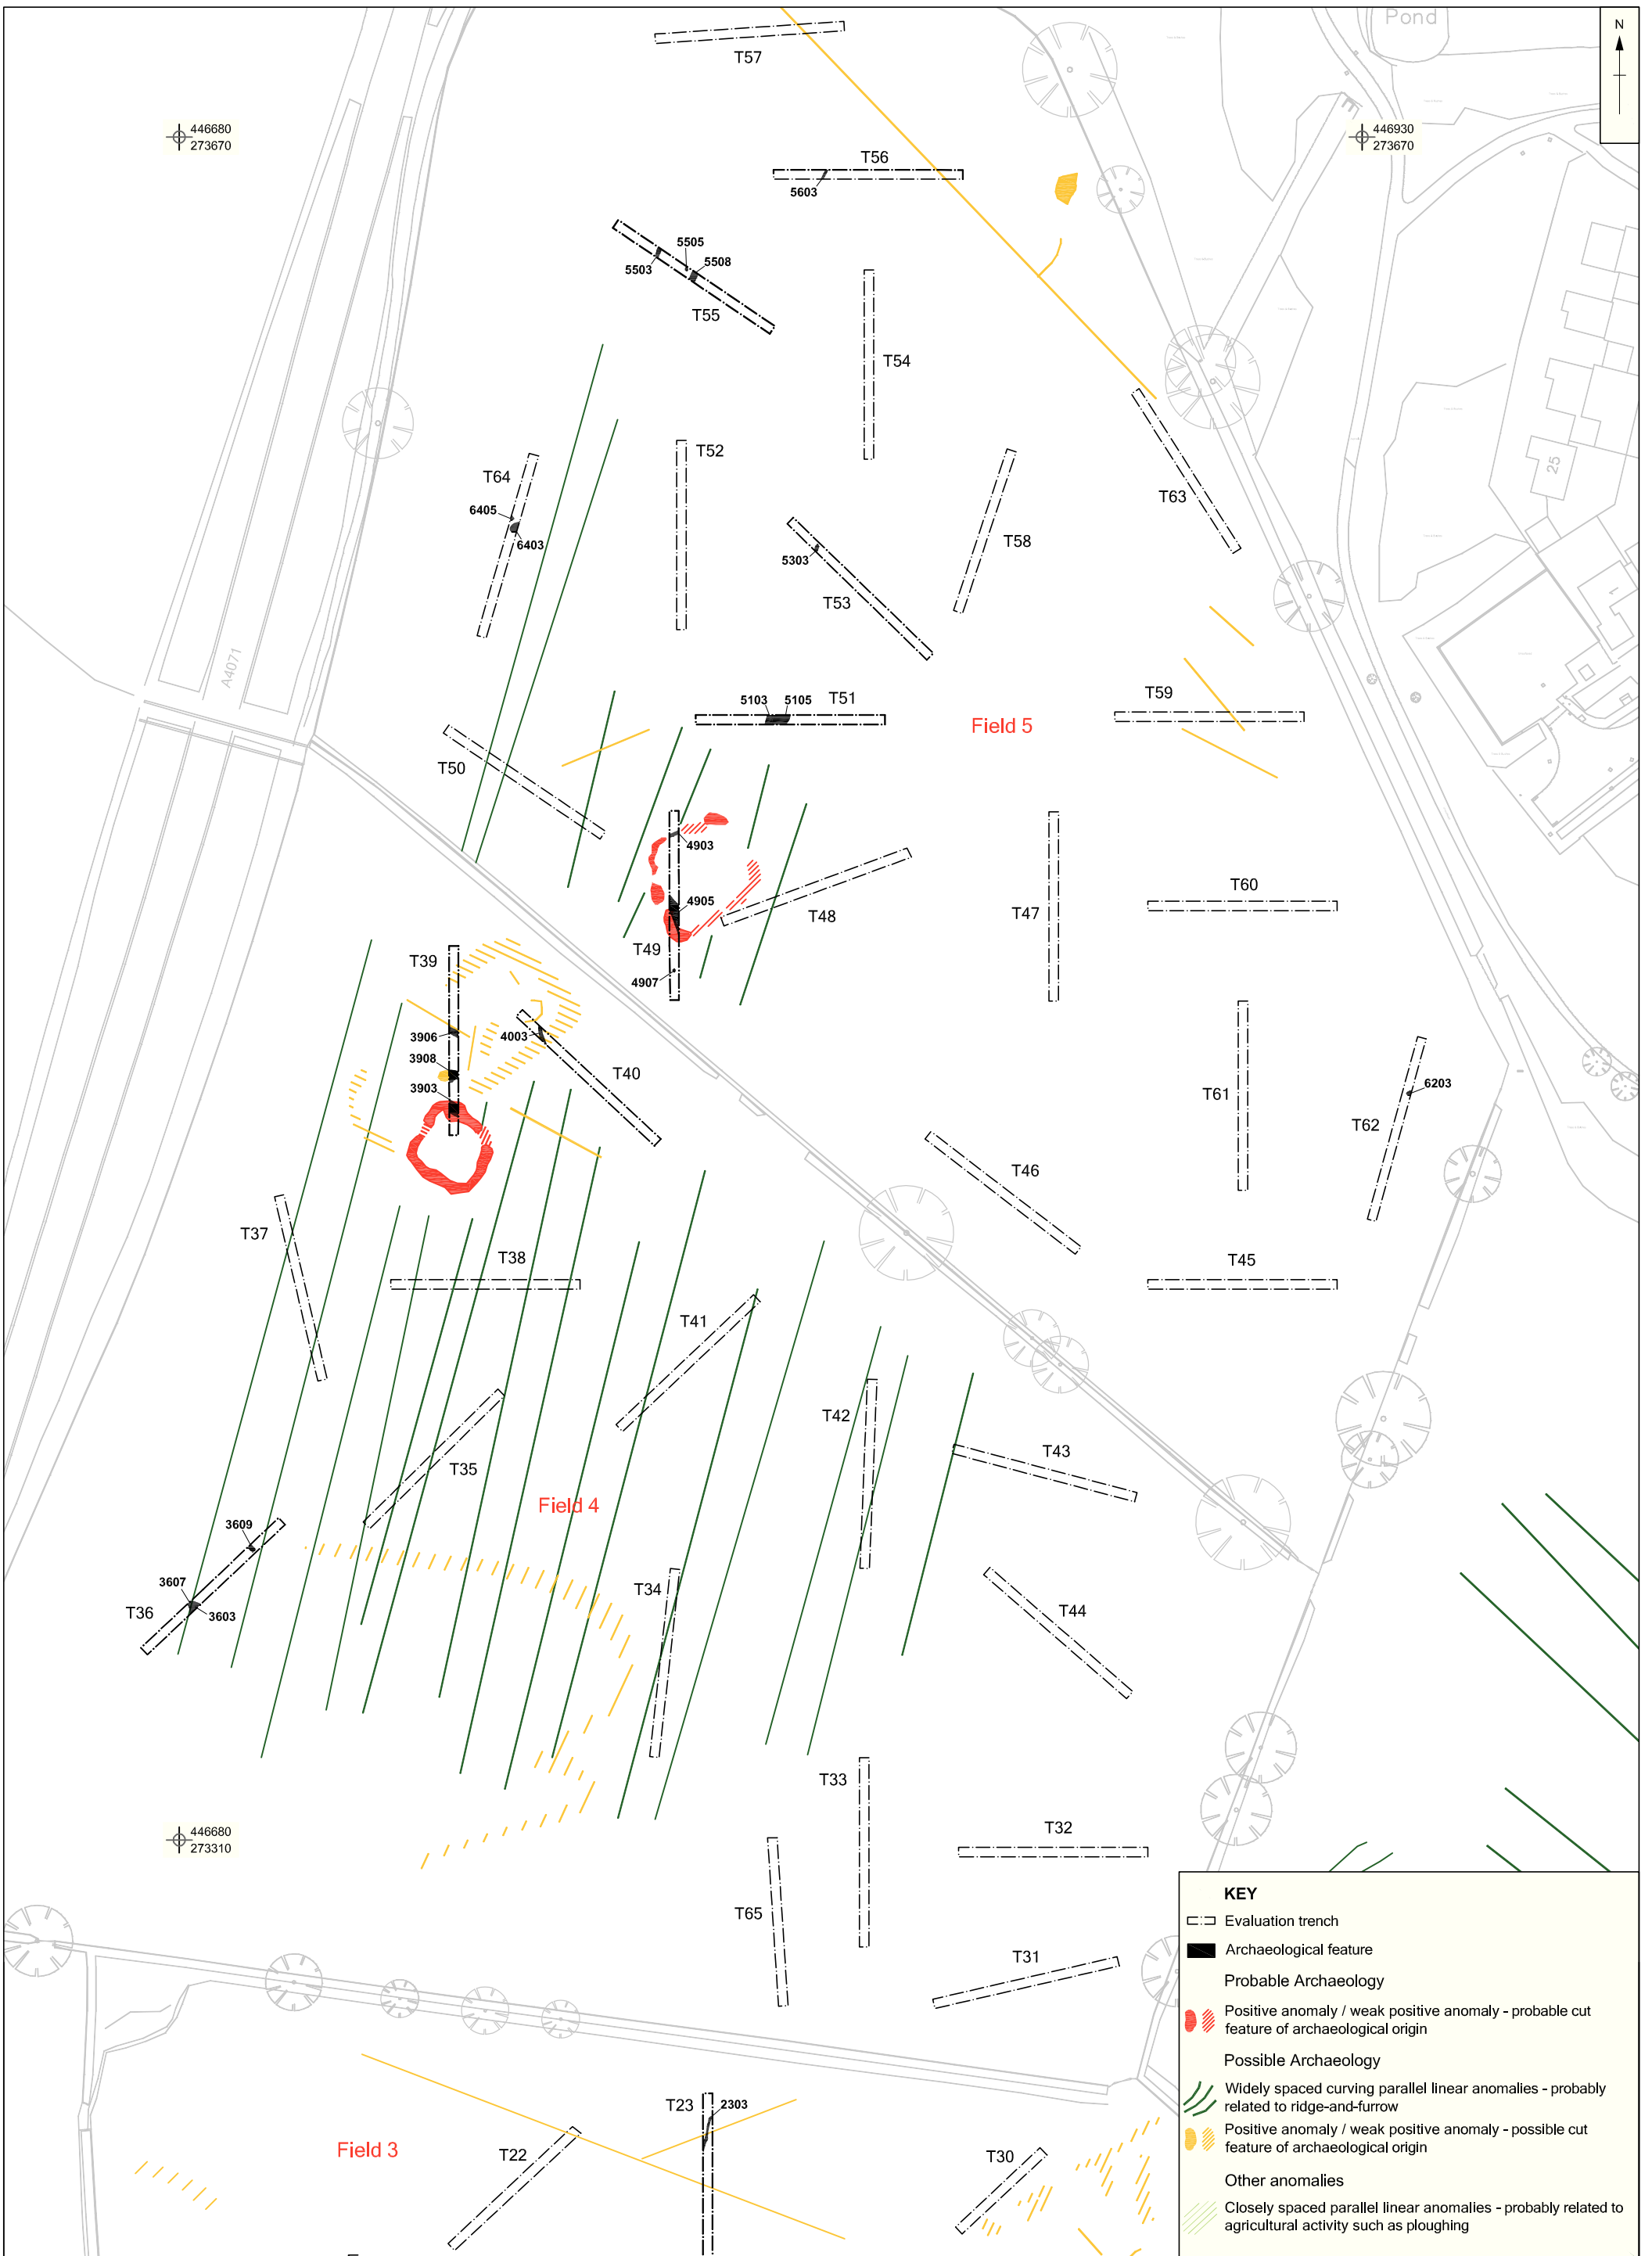 Pond
N
T57
446680
273670
446930
273670
T56
5603
5505
5508
5503
T55
T54
T52
T64
6405
6403
5303
T53
T58
T63
25
1
A4071
5103
5105
T51
Field 5
T59
T50
4903
4905
T49
4907
T48
T47
T60
T39
3906
3908
3903
4003
T40
T61
6203
T62
T46
T37
T38
T45
T41
T42
T43
T35
Field 4
3609
3607
3603
T36
T34
T44
T33
446680
273310
T32
T65
T31
KEY
Evaluation trench
Archaeological feature
Probable Archaeology
Positive anomaly / weak positive anomaly - probable cut
feature of archaeological origin
Possible Archaeology
Widely spaced curving parallel linear anomalies - probably
related to ridge-and-furrow
Positive anomaly / weak positive anomaly - possible cut
feature of archaeological origin
Other anomalies
Closely spaced parallel linear anomalies - probably related to
agricultural activity such as ploughing
T23
2303
Field 3
T22
T30